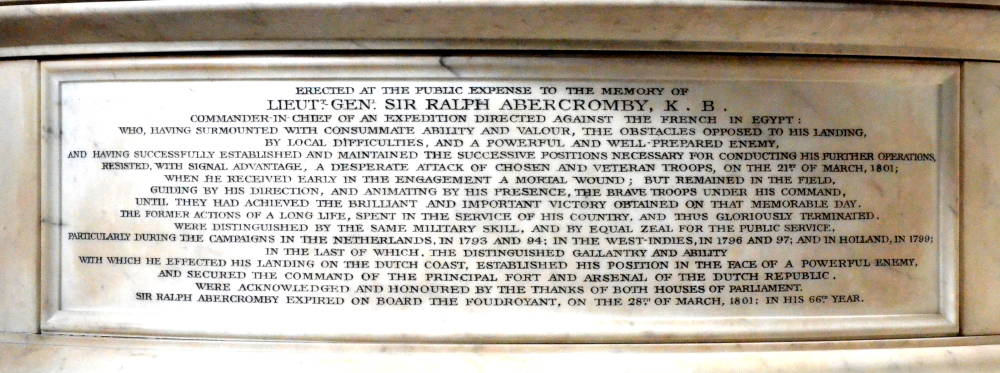 ERECTED AT THE PUBLIC EXPENSE TO THE MEMORY OF
LIEUT.T GEN.L SIR RALPH ABERCROMBY, K. B.
COMMANDER-IN-CHIEF OF AN EXPEDITION DIRECTED AGAINST THE FRENCH IN EGYPT:
WHO, HAVING SURMOUNTED WITH CONSUMMATE ABILITY AND VALOUR, THE OBSTACLES OPPOSED TO HIS LANDING,
BY LOCAL DIFFICULTIES, AND A POWERFUL AND WELL-PREPARED ENEMY,
AND HAVING SUCCESSFULLY ESTABLISHED AND MAINTAINED THE SUCCESSIVE POSITIONS NECESSARY FOR CONDUCTING HIS FURTHER OPERATIONS,
RESISTED, WITH SIGNAL ADVANTAGE, A DESPERATE ATTACK OF CHOSEN AND VETERAN TROOPS, ON THE 21ST OF MARCH, 1801;
WHEN HE RECEIVED EARLY IN THE ENGAGEMENT A MORTAL WOUND; BUT REMAINED IN THE FIELD,
GUIDING BY HIS DIRECTION, AND ANIMATING BY HIS PRESENCE, THE BRAVE TROOPS UNDER HIS COMMAND,
UNTIL THEY HAD ACHIEVED THE BRILLIANT AND IMPORTANT VICTORY OBTAINED ON THAT MEMORABLE DAY.
THE FORMER ACTIONS OF A LONG LIFE, SPENT IN THE SERVICE OF HIS COUNTRY, AND THUS GLORIOUSLY TERMINATED,
WERE DISTINGUISHED BY THE SAME MILITARY SKILL, AND BY EQUAL ZEAL FOR THE PUBLIC SERVICE,
PARTICULARLY DURING THE CAMPAIGNS IN THE NETHERLANDS, IN 1793 AND 94; IN THE WEST-INDIES, IN 1796 AND 97; AND IN HOLLAND, IN 1799;
IN THE LAST OF WHICH, THE DISTINGUISHED GALLANTRY AND ABILITY
WITH WHICH HE EFFECTED HIS LANDING ON THE DUTCH COAST, ESTABLISHED HIS POSITION IN THE FACE OF A POWERFUL ENEMY,
AND SECURED THE COMMAND OF THE PRINCIPAL FORT AND ARSENAL OF THE DUTCH REPUBLIC,
WERE ACKNOWLEDGED AND HONOURED BY THE THANKS OF BOTH HOUSES OF PARLIAMENT.
SIR RALPH ABERCROMBY EXPIRED ON BOARD THE FOUDROYANT, ON THE 28TH OF MARCH, 1801; IN HIS 66TH YEAR.